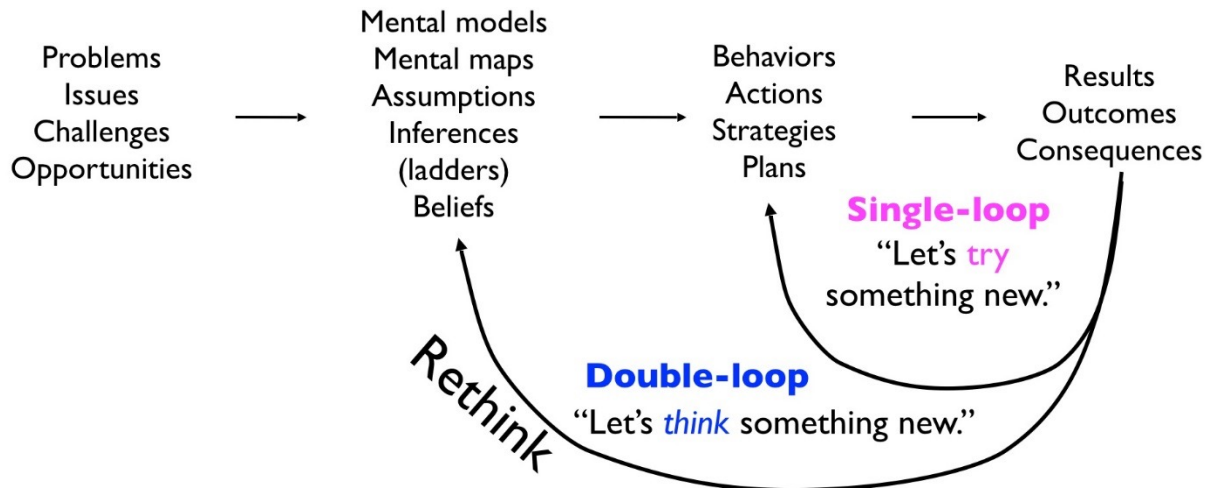 Problems
Issues
Challenges
Opportunities
Mental models
Mental maps
Assumptions
Inferences
(ladders)
Beliefs
Behaviors
Actions
Strategies
Plans
Results
Outcomes
Consequences
Single-loop
“Let’s try
something new.”
Double-loop
“Let’s think something new.”
Rethink